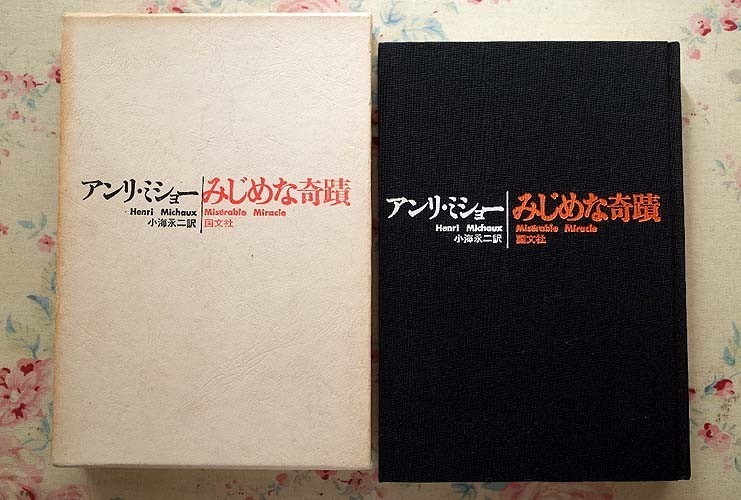 アンリ・ミショー
Henri Michaux
小海永二訳
みじめな奇蹟
Misérable Miracle
国文社
アンリ・ミショー
Henri Michaux
小海永二訳
みじめな奇蹟
Misérable Miracle
国文社